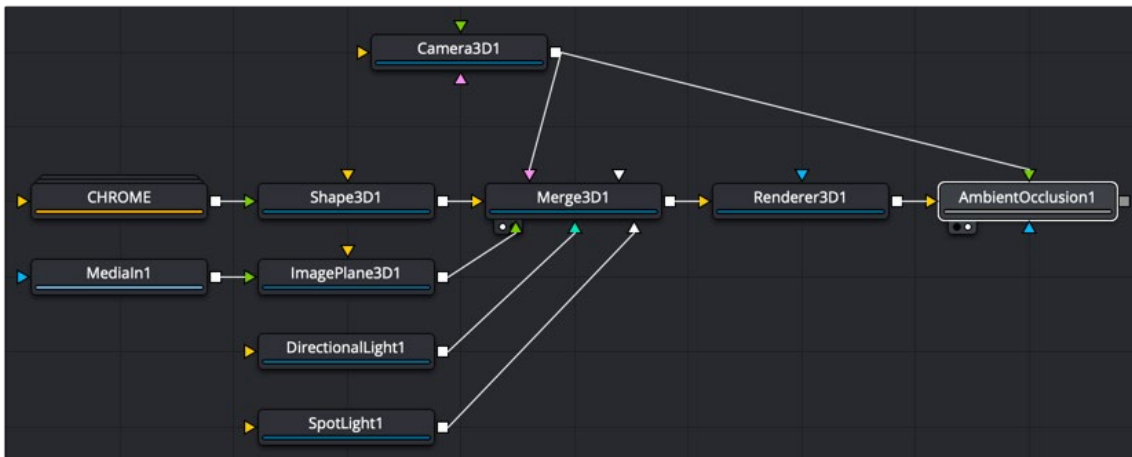 Camera3D1
CHROME
Shape3D1
Merge3D1
Renderer3D1
AmbientOcclusion1
MediaIn1
ImagePlane3D1
DirectionalLight1
SpotLight1